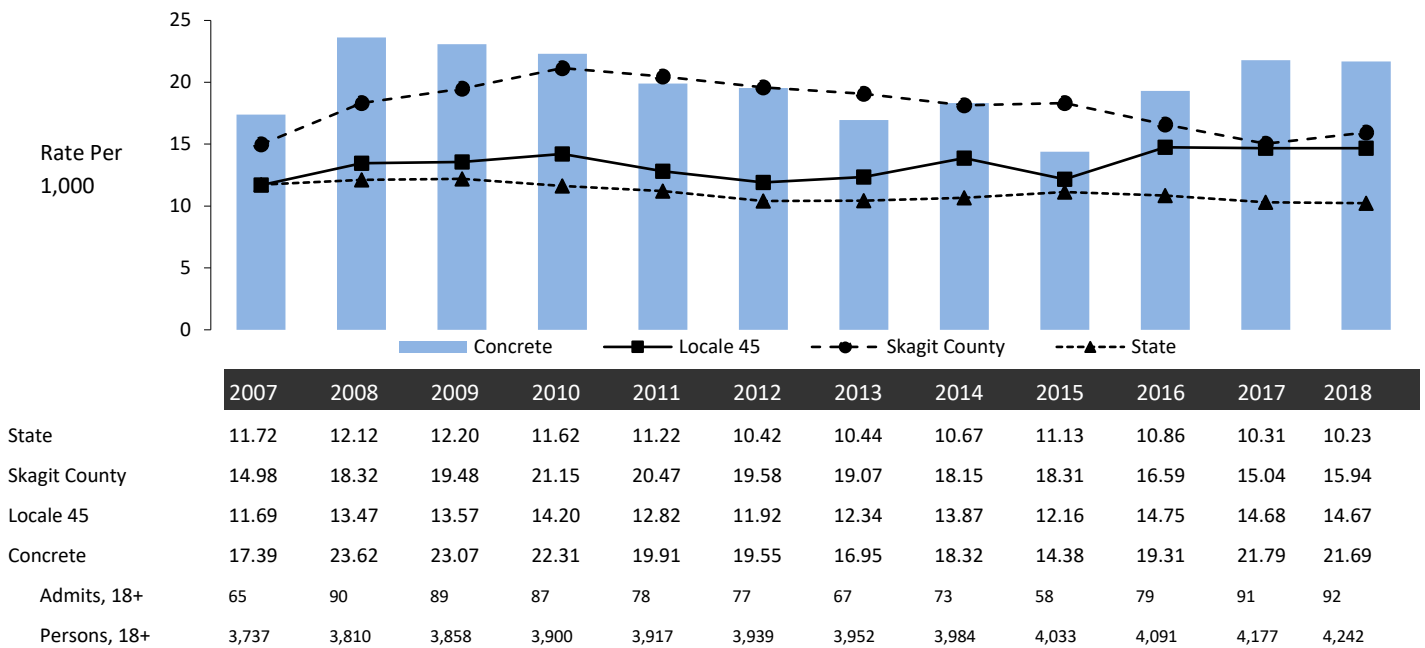 25
20
15
10
5
0
Rate Per
1,000
Concrete Locale 45 Skagit County State
2007 2008 2009 2010 2011 2012 2013 2014 2015 2016 2017 2018
State 11.72 12.12 12.20 11.62 11.22 10.42 10.44 10.67 11.13 10.86 10.31 10.23
Skagit County 14.98 18.32 19.48 21.15 20.47 19.58 19.07 18.15 18.31 16.59 15.04 15.94
Locale 45 11.69 13.47 13.57 14.20 12.82 11.92 12.34 13.87 12.16 14.75 14.68 14.67
Concrete 17.39 23.62 23.07 22.31 19.91 19.55 16.95 18.32 14.38 19.31 21.79 21.69
Admits, 18+ 65 90 89 87 78 77 67 73 58 79 91 92
Persons, 18+ 3,737 3,810 3,858 3,900 3,917 3,939 3,952 3,984 4,033 4,091 4,177 4,242